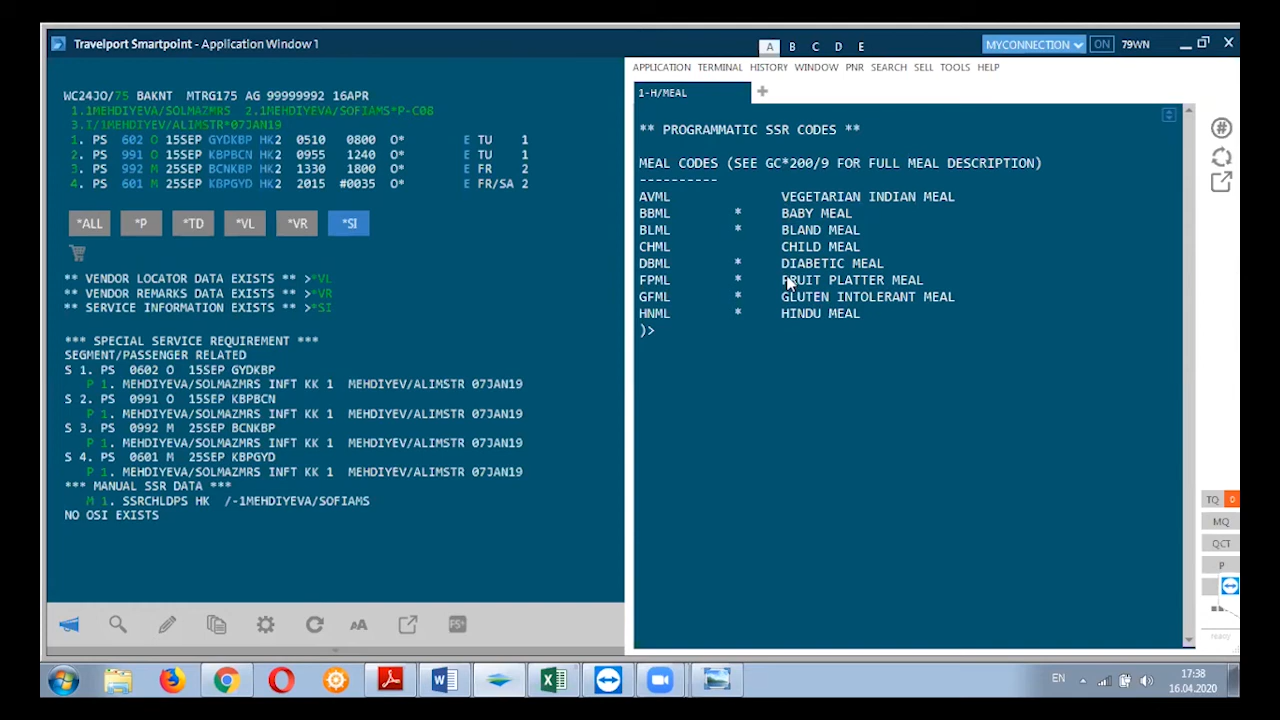 Travelport Smartpoint - Application Window 1
A B C D E
MYCONNECTION ON 79WN
APPLICATION TERMINAL HISTORY WINDOW PNR SEARCH SELL TOOLS HELP
WC24JO/75 BAKNT MTRG175 AG 99999992 16APR
1.1MEHDIYEVA/SOLMAZMRS 2.1MEHDIYEVA/SOFIAMS*P-C08
3.I/1MEHDIYEV/ALIMSTR*07JAN19
1. PS 602 O 15SEP GYDKBP HK2 0510 0800 O* E TU 1
2. PS 991 O 15SEP KBPBCN HK2 0955 1240 O* E TU 1
3. PS 992 M 25SEP BCNKBP HK2 1330 1800 O* E FR 2
4. PS 601 M 25SEP KBPGYD HK2 2015 #0035 O* E FR/SA 2
*ALL *P *TD *VL *VR *SI
** VENDOR LOCATOR DATA EXISTS ** >*VL
** VENDOR REMARKS DATA EXISTS ** >*VR
** SERVICE INFORMATION EXISTS ** >*SI
*** SPECIAL SERVICE REQUIREMENT ***
SEGMENT/PASSENGER RELATED
S 1. PS 0602 O 15SEP GYDKBP
P 1. MEHDIYEVA/SOLMAZMRS INFT KK 1 MEHDIYEV/ALIMSTR 07JAN19
S 2. PS 0991 O 15SEP KBPBCN
P 1. MEHDIYEVA/SOLMAZMRS INFT KK 1 MEHDIYEV/ALIMSTR 07JAN19
S 3. PS 0992 M 25SEP BCNKBP
P 1. MEHDIYEVA/SOLMAZMRS INFT KK 1 MEHDIYEV/ALIMSTR 07JAN19
S 4. PS 0601 M 25SEP KBPGYD
P 1. MEHDIYEVA/SOLMAZMRS INFT KK 1 MEHDIYEV/ALIMSTR 07JAN19
*** MANUAL SSR DATA ***
M 1. SSRCHLDPS HK /-1MEHDIYEVA/SOFIAMS
NO OSI EXISTS
1-H/MEAL
** PROGRAMMATIC SSR CODES **
MEAL CODES (SEE GC*200/9 FOR FULL MEAL DESCRIPTION)
----------
AVML VEGETARIAN INDIAN MEAL
BBML * BABY MEAL
BLML * BLAND MEAL
CHML CHILD MEAL
DBML * DIABETIC MEAL
FPML * FRUIT PLATTER MEAL
GFML * GLUTEN INTOLERANT MEAL
HNML * HINDU MEAL
)>
TQ 0
MQ
QCT
P
ready
EN
17:38
16.04.2020